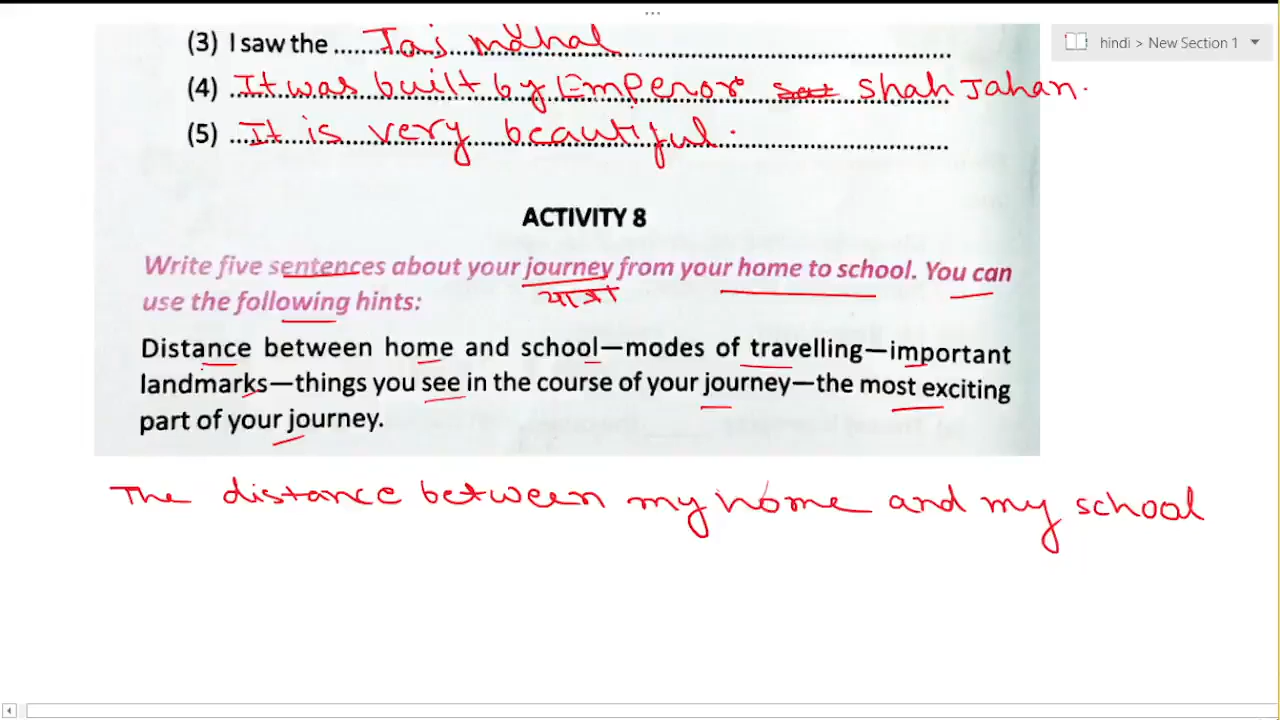 ...
hindi > New Section 1
(3) I saw the .... Taj mahal
(4) It was built by Emperor Shah Jahan.
(5) It is very beautiful.
ACTIVITY 8
Write five sentences about your journey from your home to school. You can
यात्रा
use the following hints:
Distance between home and school—modes of travelling—important
landmarks—things you see in the course of your journey—the most exciting
part of your journey.
The distance between my home and my school